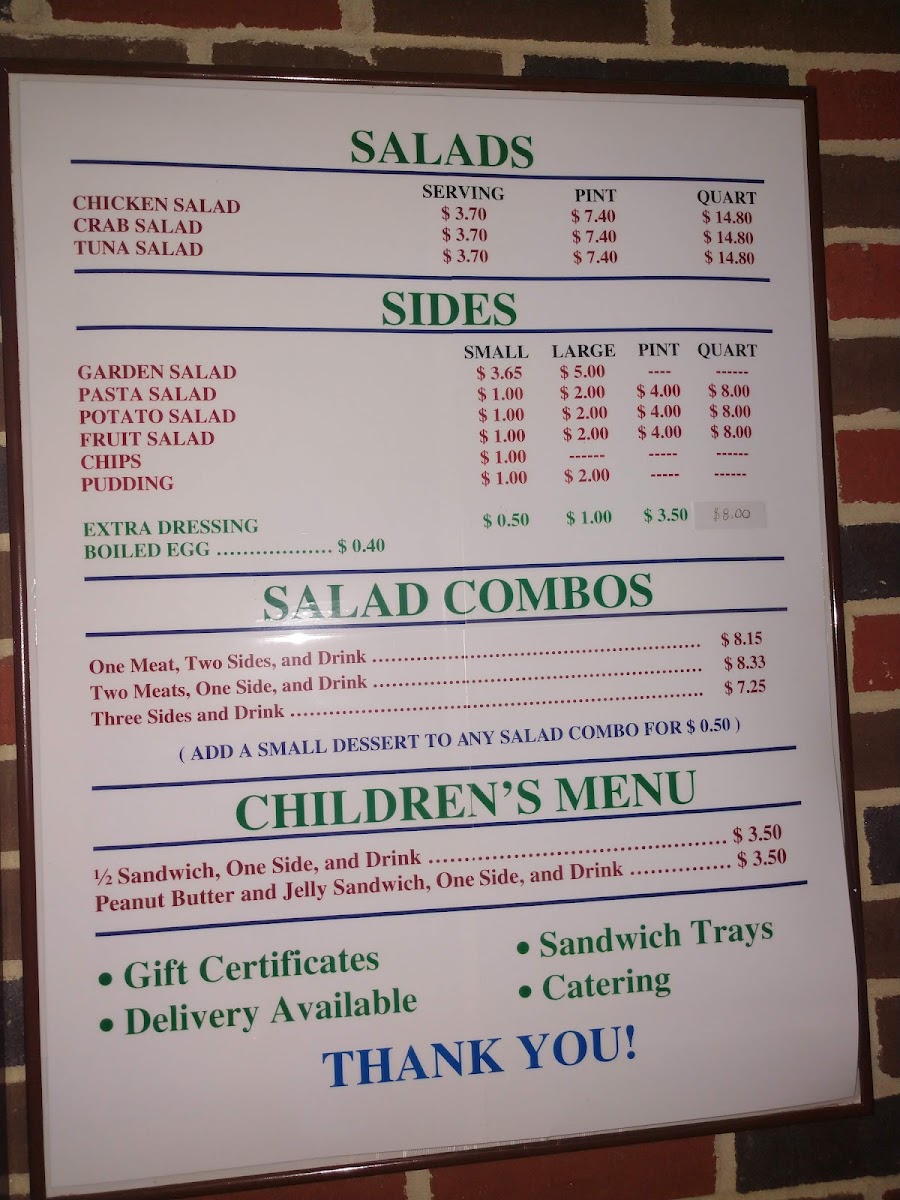 SALADS
SERVING PINT QUART
CHICKEN SALAD $ 3.70 $ 7.40 $ 14.80
CRAB SALAD $ 3.70 $ 7.40 $ 14.80
TUNA SALAD $ 3.70 $ 7.40 $ 14.80
SIDES
SMALL LARGE PINT QUART
GARDEN SALAD $ 3.65 $ 5.00 ---- ------
PASTA SALAD $ 1.00 $ 2.00 $ 4.00 $ 8.00
POTATO SALAD $ 1.00 $ 2.00 $ 4.00 $ 8.00
FRUIT SALAD $ 1.00 $ 2.00 $ 4.00 $ 8.00
CHIPS $ 1.00 ------ ----- ------
PUDDING $ 1.00 $ 2.00 ----- ------
EXTRA DRESSING $ 0.50 $ 1.00 $ 3.50 $8.00
BOILED EGG .................. $ 0.40
SALAD COMBOS
One Meat, Two Sides, and Drink ........................................................ $ 8.15
Two Meats, One Side, and Drink ........................................................ $ 8.33
Three Sides and Drink ...................................................................... $ 7.25
( ADD A SMALL DESSERT TO ANY SALAD COMBO FOR $ 0.50 )
CHILDREN'S MENU
½ Sandwich, One Side, and Drink .............................................. $ 3.50
Peanut Butter and Jelly Sandwich, One Side, and Drink ................ $ 3.50
• Gift Certificates • Sandwich Trays
• Delivery Available • Catering
THANK YOU!